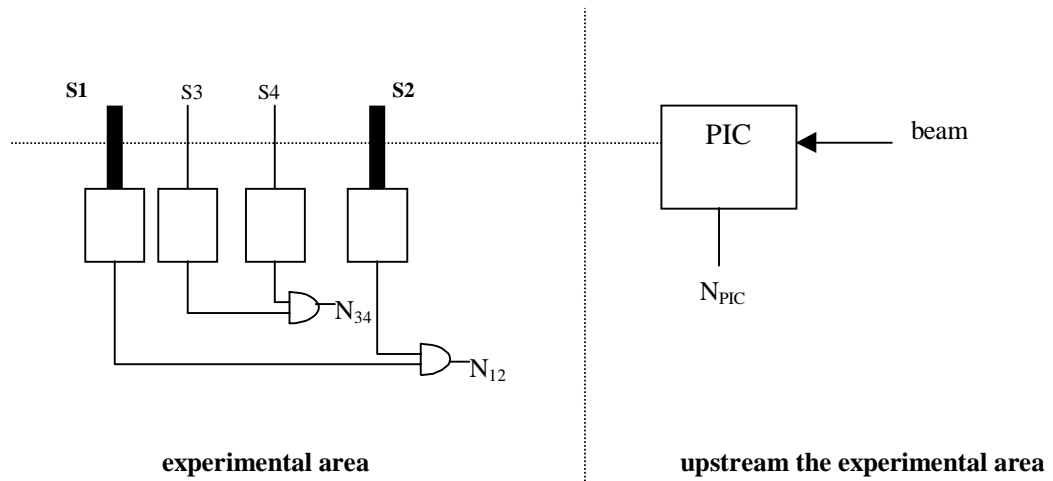 S1 S3 S4 S2
PIC
beam
N34
NPIC
N12
experimental area
upstream the experimental area